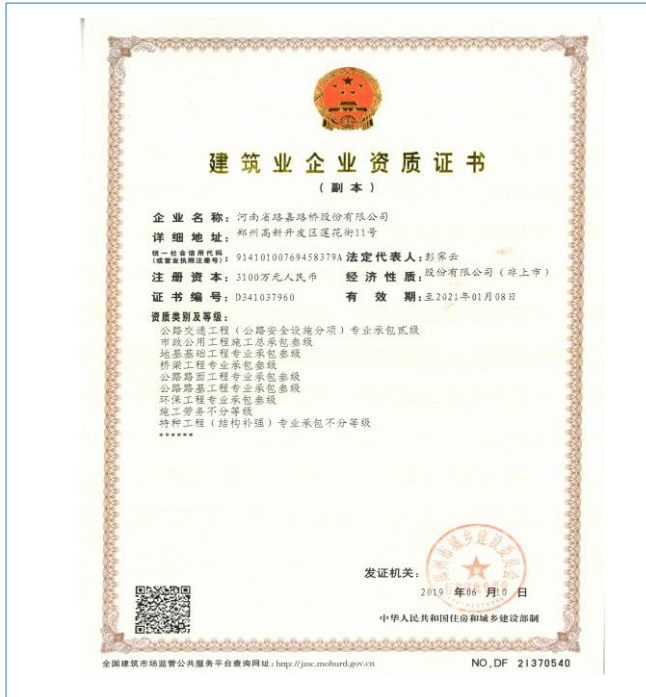 建筑业企业资质证书
（副本）
企业名称：河南省路嘉路桥股份有限公司
详细地址：郑州高新开发区莲花街11号
统一社会信用代码
（或营业执照注册号）：91410100769458379A 法定代表人：彭霁云
注册资本：3100万元人民币 经济性质：股份有限公司（非上市）
证书编号：D341037960 有效期：至2021年01月08日
资质类别及等级：
公路交通工程（公路安全设施分项）专业承包贰级
市政公用工程施工总承包叁级
地基基础工程专业承包叁级
桥梁工程专业承包叁级
公路路面工程专业承包叁级
公路路基工程专业承包叁级
环保工程专业承包叁级
施工劳务不分等级
特种工程（结构补强）专业承包不分等级
******
郑州市城乡建设委员会
发证机关：
2019 年06 月10 日
中华人民共和国住房和城乡建设部制
全国建筑市场监管公共服务平台查询网址：http://jzsc.mohurd.gov.cn NO.DF 21370540